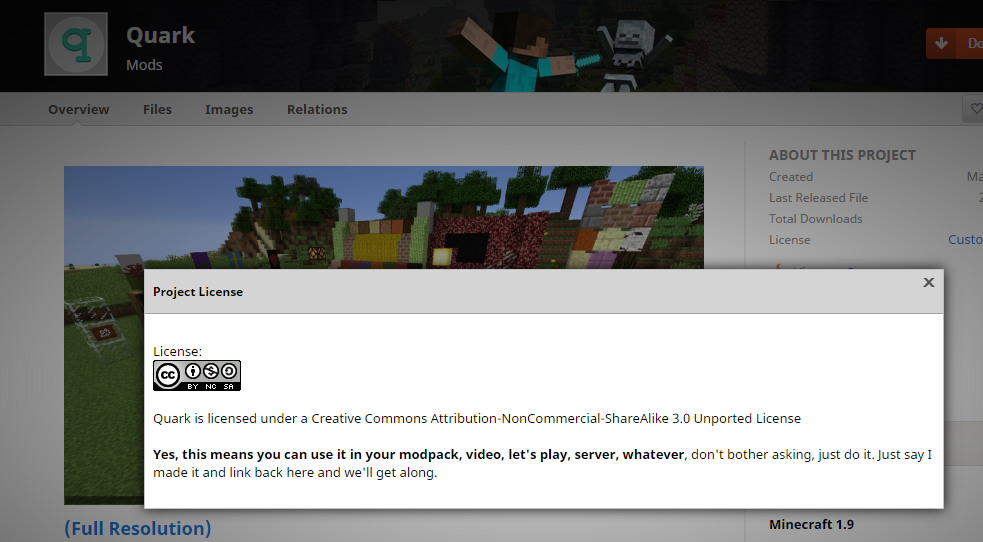 Quark
Mods
Overview Files Images Relations
ABOUT THIS PROJECT
Created
Last Released File
Total Downloads
License
Project License
License:
CC BY NC SA
Quark is licensed under a Creative Commons Attribution-NonCommercial-ShareAlike 3.0 Unported License
Yes, this means you can use it in your modpack, video, let's play, server, whatever, don't bother asking, just do it. Just say I
made it and link back here and we'll get along.
(Full Resolution)
Minecraft 1.9